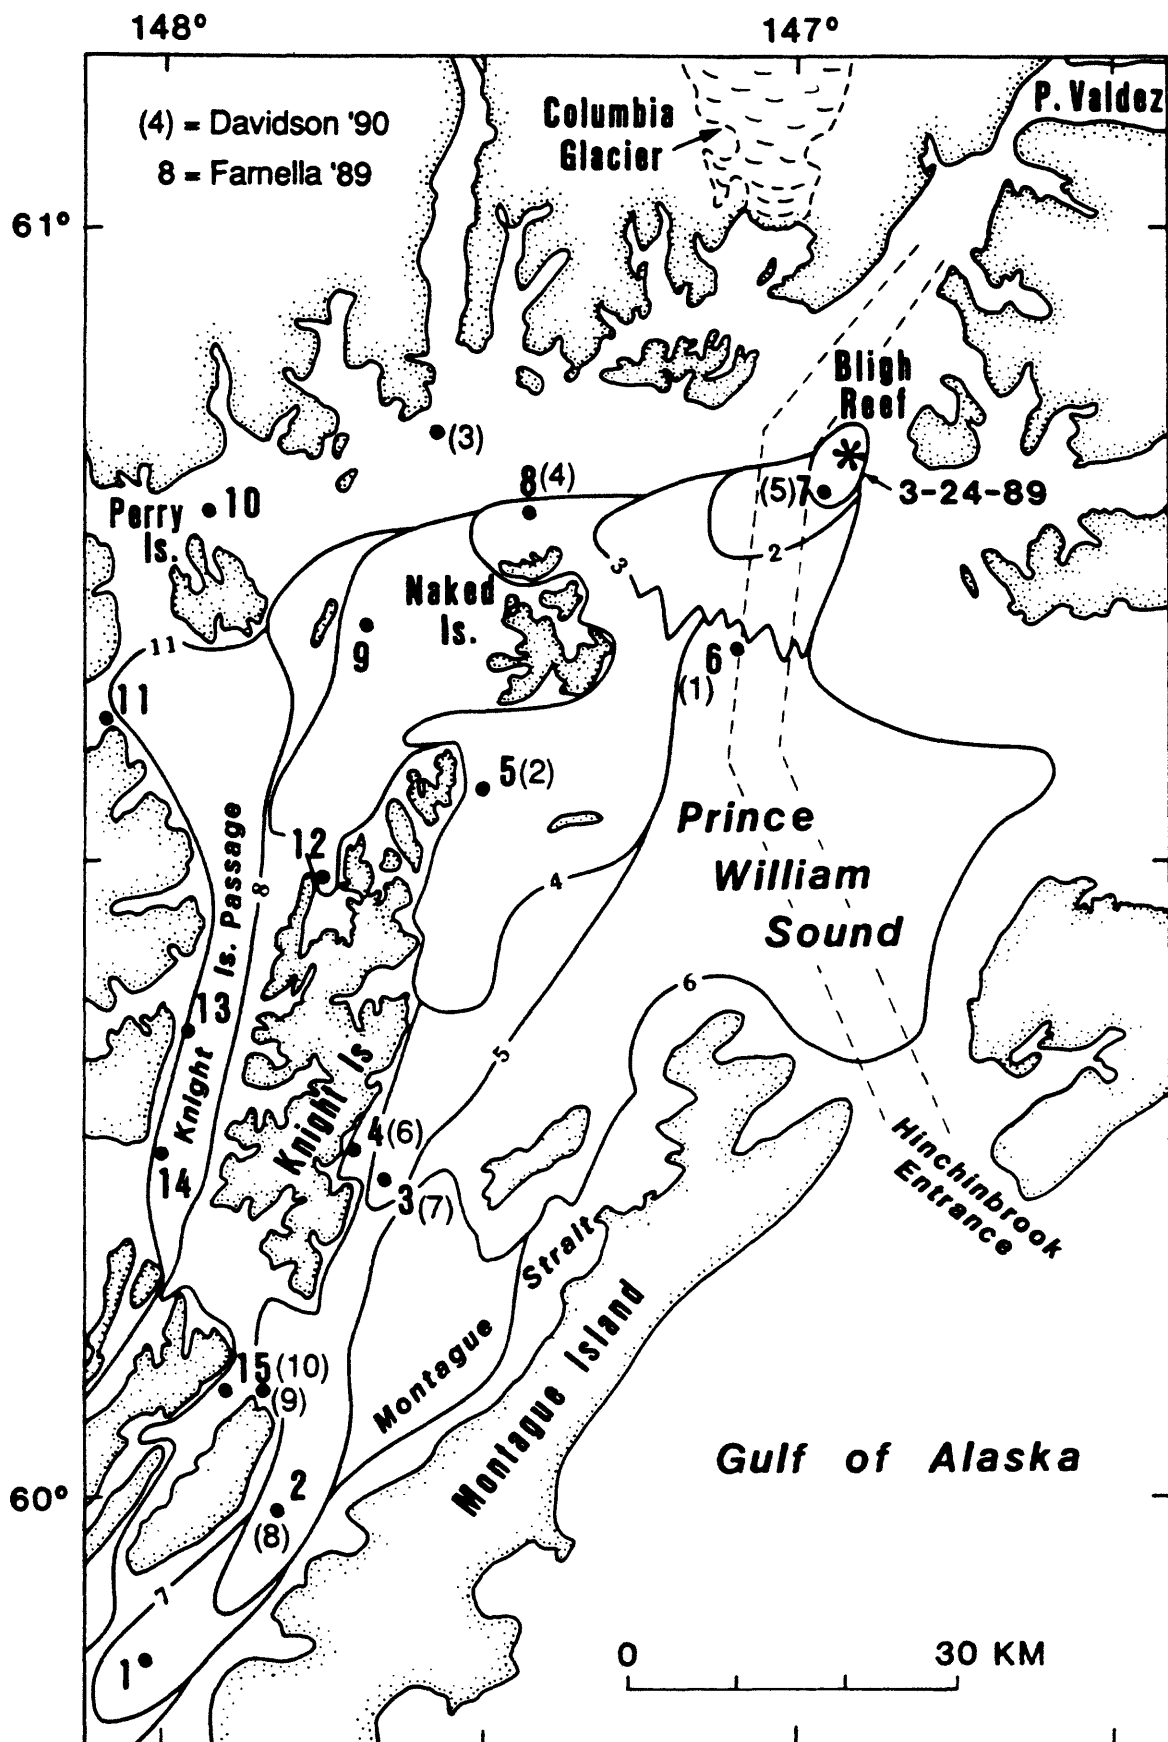 148° 147°
(4) = Davidson '90
8 = Farnella '89
Columbia
Glacier
P. Valdez
61°
Bligh
Reef
(3)
8(4)
(5)7
3-24-89
10
Perry
Is.
2
3
Naked
Is.
9
6
(1)
11
11
5(2)
Prince
William
Sound
12
8
4
Knight Is. Passage
13
6
5
Knight Is
4(6)
3(7)
14
Hinchinbrook
Entrance
Montague Strait
Montague Island
15(10)
(9)
Gulf of Alaska
60°
2
(8)
7
1
0 30 KM